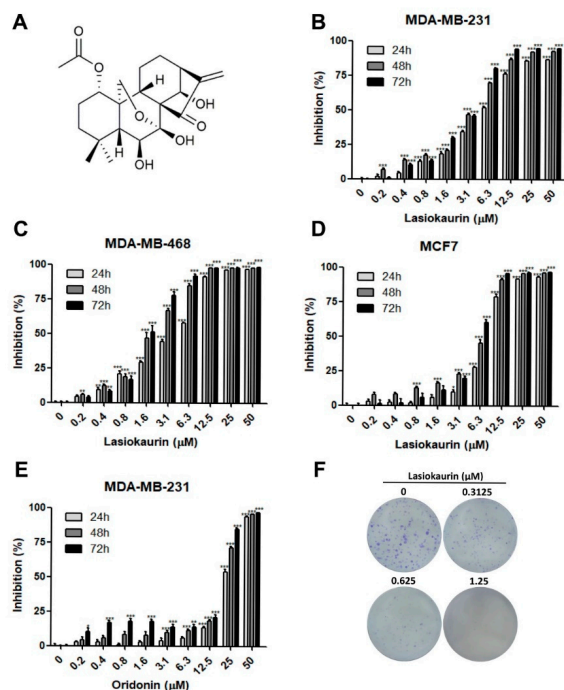 A
O
O
H
O
OH
O
H
OH
OH
B
MDA-MB-231
Inhibition (%)
100
75
50
25
0
24h
48h
72h
0 0.2 0.4 0.8 1.6 3.1 6.3 12.5 25 50
Lasiokaurin (μM)
C
MDA-MB-468
Inhibition (%)
100
75
50
25
0
24h
48h
72h
0 0.2 0.4 0.8 1.6 3.1 6.3 12.5 25 50
Lasiokaurin (μM)
D
MCF7
Inhibition (%)
100
75
50
25
0
24h
48h
72h
0 0.2 0.4 0.8 1.6 3.1 6.3 12.5 25 50
Lasiokaurin (μM)
E
MDA-MB-231
Inhibition (%)
100
75
50
25
0
24h
48h
72h
0 0.2 0.4 0.8 1.6 3.1 6.3 12.5 25 50
Oridonin (μM)
F
Lasiokaurin (μM)
0 0.3125
0.625 1.25